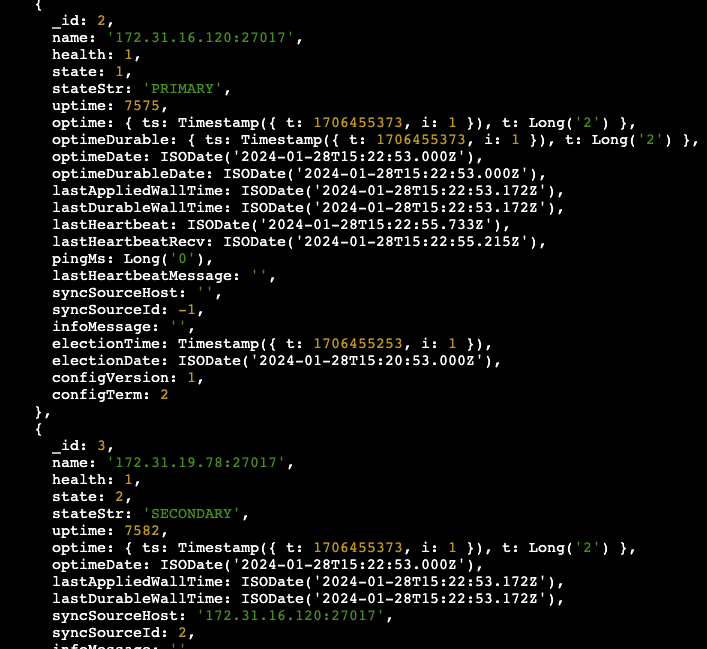 {
_id: 2,
name: '172.31.16.120:27017',
health: 1,
state: 1,
stateStr: 'PRIMARY',
uptime: 7575,
optime: { ts: Timestamp({ t: 1706455373, i: 1 }), t: Long('2') },
optimeDurable: { ts: Timestamp({ t: 1706455373, i: 1 }), t: Long('2') },
optimeDate: ISODate('2024-01-28T15:22:53.000Z'),
optimeDurableDate: ISODate('2024-01-28T15:22:53.000Z'),
lastAppliedWallTime: ISODate('2024-01-28T15:22:53.172Z'),
lastDurableWallTime: ISODate('2024-01-28T15:22:53.172Z'),
lastHeartbeat: ISODate('2024-01-28T15:22:55.733Z'),
lastHeartbeatRecv: ISODate('2024-01-28T15:22:55.215Z'),
pingMs: Long('0'),
lastHeartbeatMessage: '',
syncSourceHost: '',
syncSourceId: -1,
infoMessage: '',
electionTime: Timestamp({ t: 1706455253, i: 1 }),
electionDate: ISODate('2024-01-28T15:20:53.000Z'),
configVersion: 1,
configTerm: 2
},
{
_id: 3,
name: '172.31.19.78:27017',
health: 1,
state: 2,
stateStr: 'SECONDARY',
uptime: 7582,
optime: { ts: Timestamp({ t: 1706455373, i: 1 }), t: Long('2') },
optimeDate: ISODate('2024-01-28T15:22:53.000Z'),
lastAppliedWallTime: ISODate('2024-01-28T15:22:53.172Z'),
lastDurableWallTime: ISODate('2024-01-28T15:22:53.172Z'),
syncSourceHost: '172.31.16.120:27017',
syncSourceId: 2,
infoMessage: ''